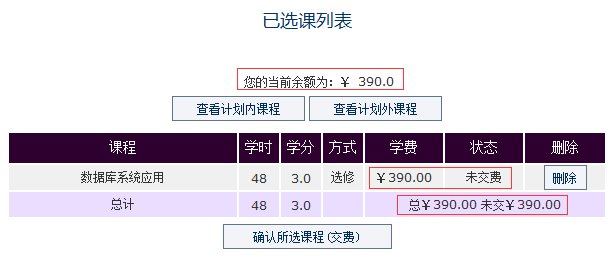 已选课列表
您的当前余额为：￥ 390.0
查看计划内课程 查看计划外课程
课程 学时 学分 方式 学费 状态 删除
数据库系统应用 48 3.0 选修 ￥390.00 未交费 删除
总计 48 3.0 总￥390.00 未交￥390.00
确认所选课程(交费)